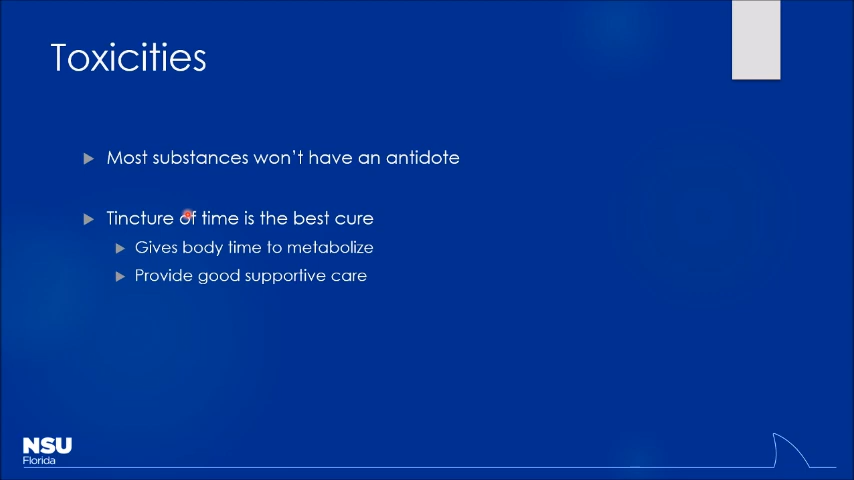 Toxicities
Most substances won't have an antidote
Tincture of time is the best cure
Gives body time to metabolize
Provide good supportive care
NSU
Florida